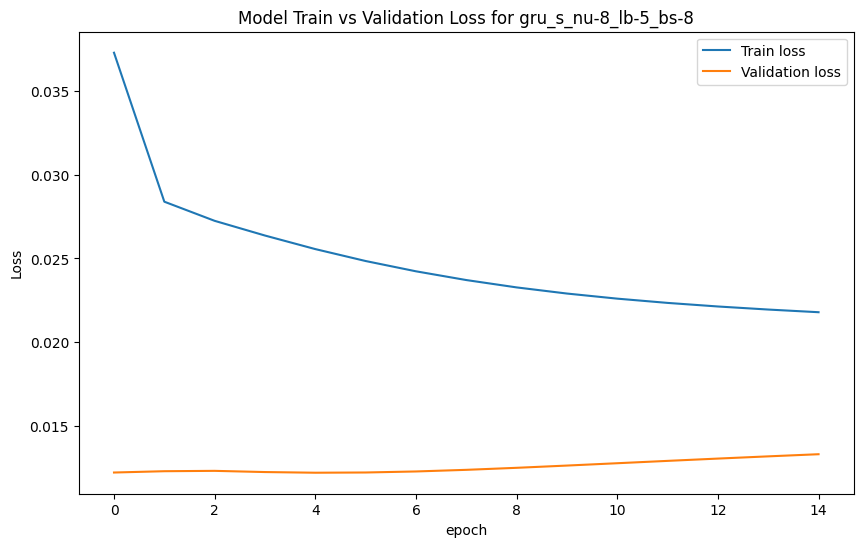 Model Train vs Validation Loss for gru_s_nu-8_lb-5_bs-8
Train loss
Validation loss
0.035
0.030
0.025
0.020
0.015
Loss
0 2 4 6 8 10 12 14
epoch